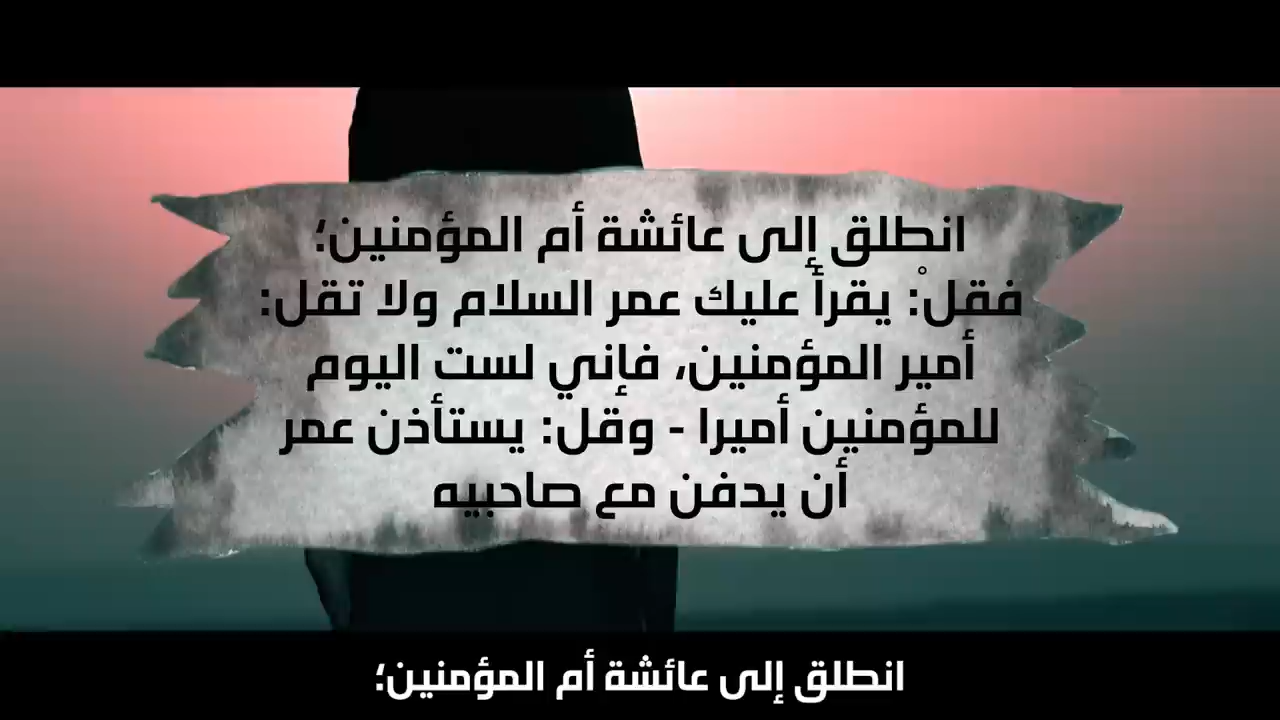 انطلق إلى عائشة أم المؤمنين؛
فقلْ: يقرأ عليك عمر السلام ولا تقل:
أمير المؤمنين، فإني لست اليوم
للمؤمنين أميرا - وقل: يستأذن عمر
أن يدفن مع صاحبيه
انطلق إلى عائشة أم المؤمنين؛